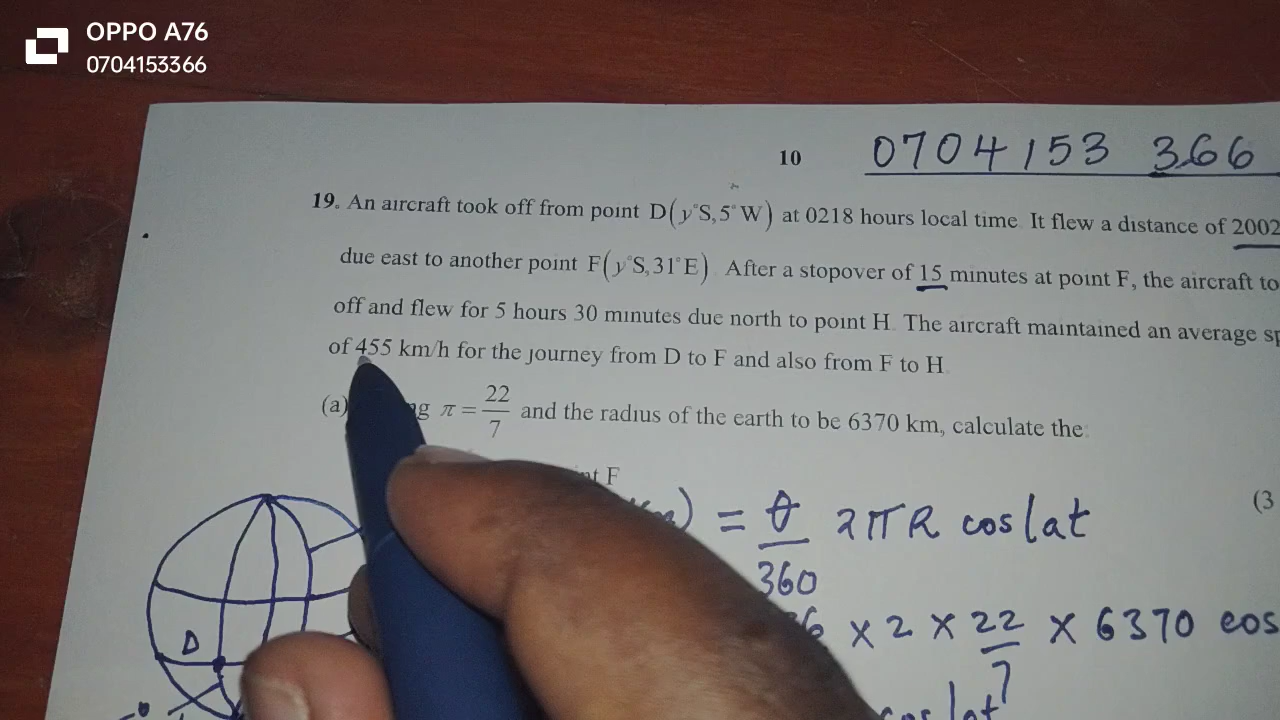 OPPO A76
0704153366
10 0704153 366
19. An aircraft took off from point D(y°S, 5°W) at 0218 hours local time. It flew a distance of 2002
due east to another point F(y°S, 31°E) After a stopover of 15 minutes at point F, the aircraft to
off and flew for 5 hours 30 minutes due north to point H. The aircraft maintained an average sp
of 455 km/h for the journey from D to F and also from F to H
(a) π = 22/7 and the radius of the earth to be 6370 km, calculate the:
F
(3
= θ/360 2πR coslat
x 2 x 22/7 x 6370 cos
D
cos lat